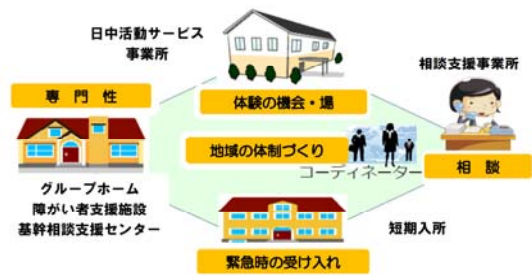 日中活動サービス
事業所
相談支援事業所
専門性
体験の機会・場
地域の体制づくり
コーディネーター
相談
グループホーム
障がい者支援施設
基幹相談支援センター
短期入所
緊急時の受け入れ